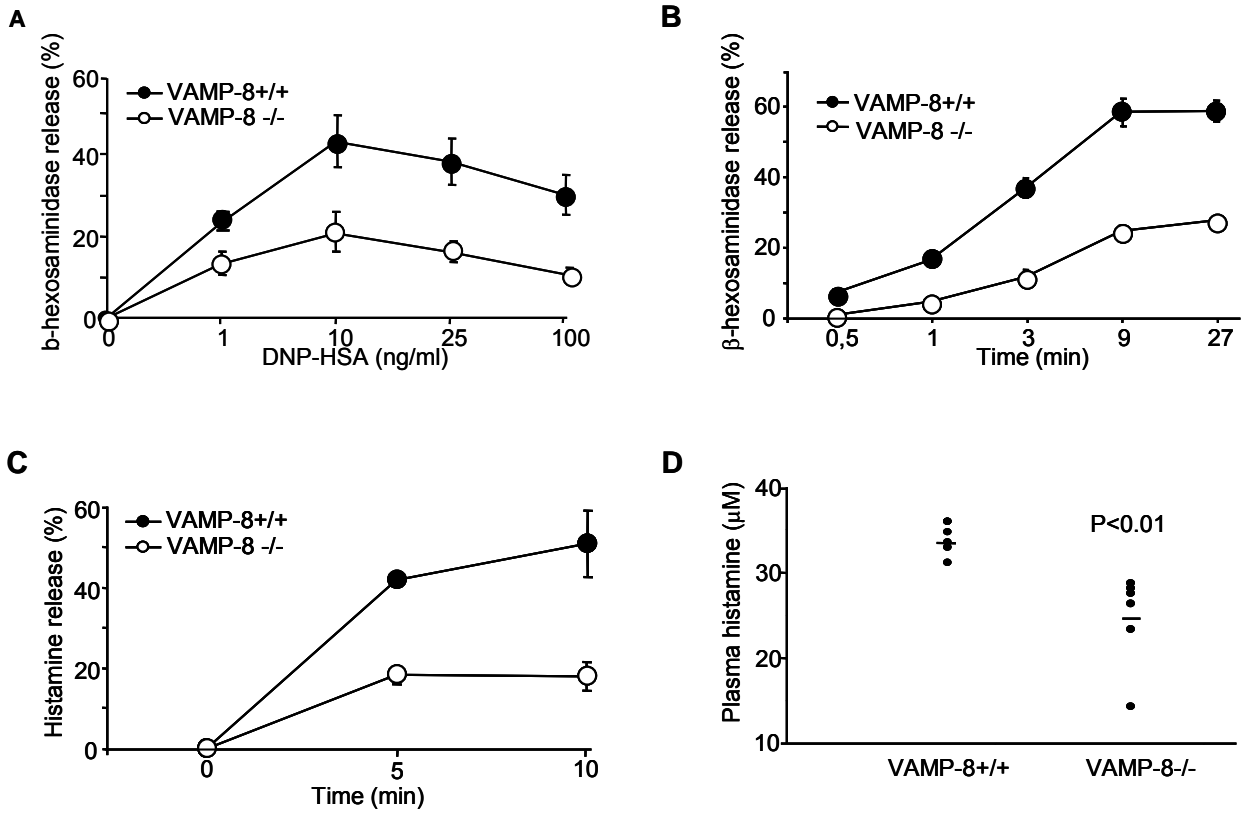 A
b-hexosaminidase release (%)
60
40
20
0
VAMP-8+/+
VAMP-8 -/-
0
1
10
25
100
DNP-HSA (ng/ml)
B
β-hexosaminidase release (%)
60
40
20
0
VAMP-8+/+
VAMP-8 -/-
0,5
1
3
9
27
Time (min)
C
Histamine release (%)
60
40
20
0
VAMP-8+/+
VAMP-8 -/-
0
5
10
Time (min)
D
Plasma histamine (μM)
40
30
20
10
P<0.01
VAMP-8+/+
VAMP-8-/-